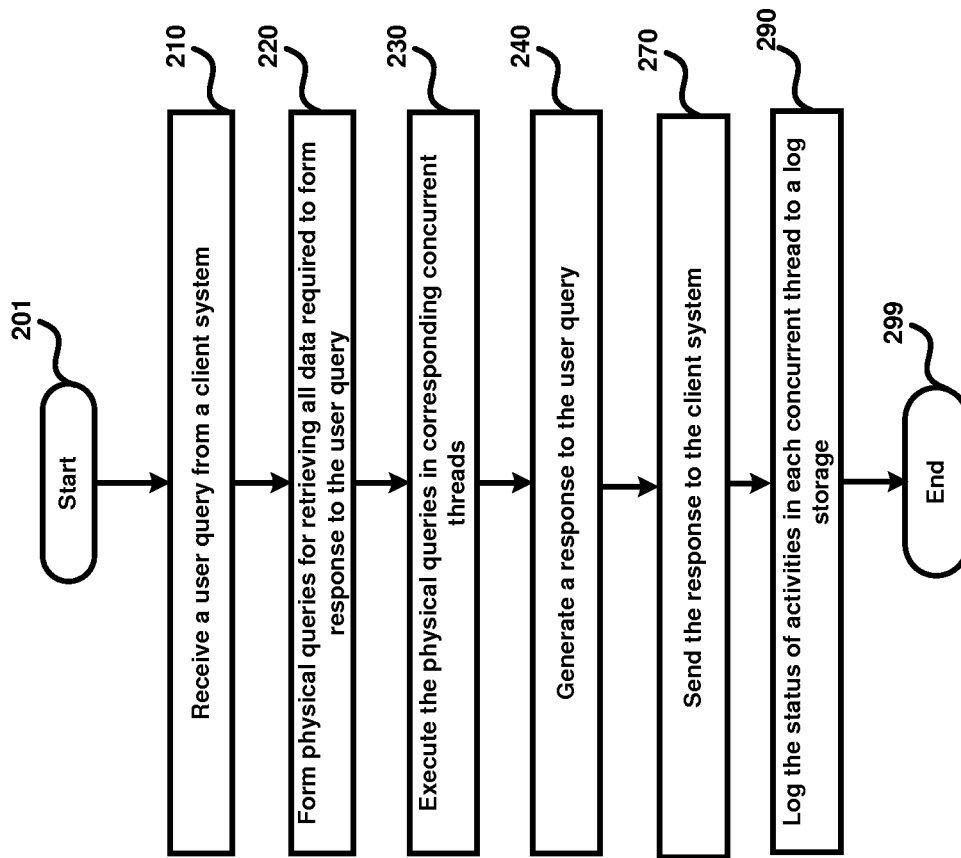 Start
201
Receive a user query from a client system
210
Form physical queries for retrieving all data required to form
response to the user query
220
Execute the physical queries in corresponding concurrent
threads
230
Generate a response to the user query
240
Send the response to the client system
270
Log the status of activities in each concurrent thread to a log
storage
290
End
299